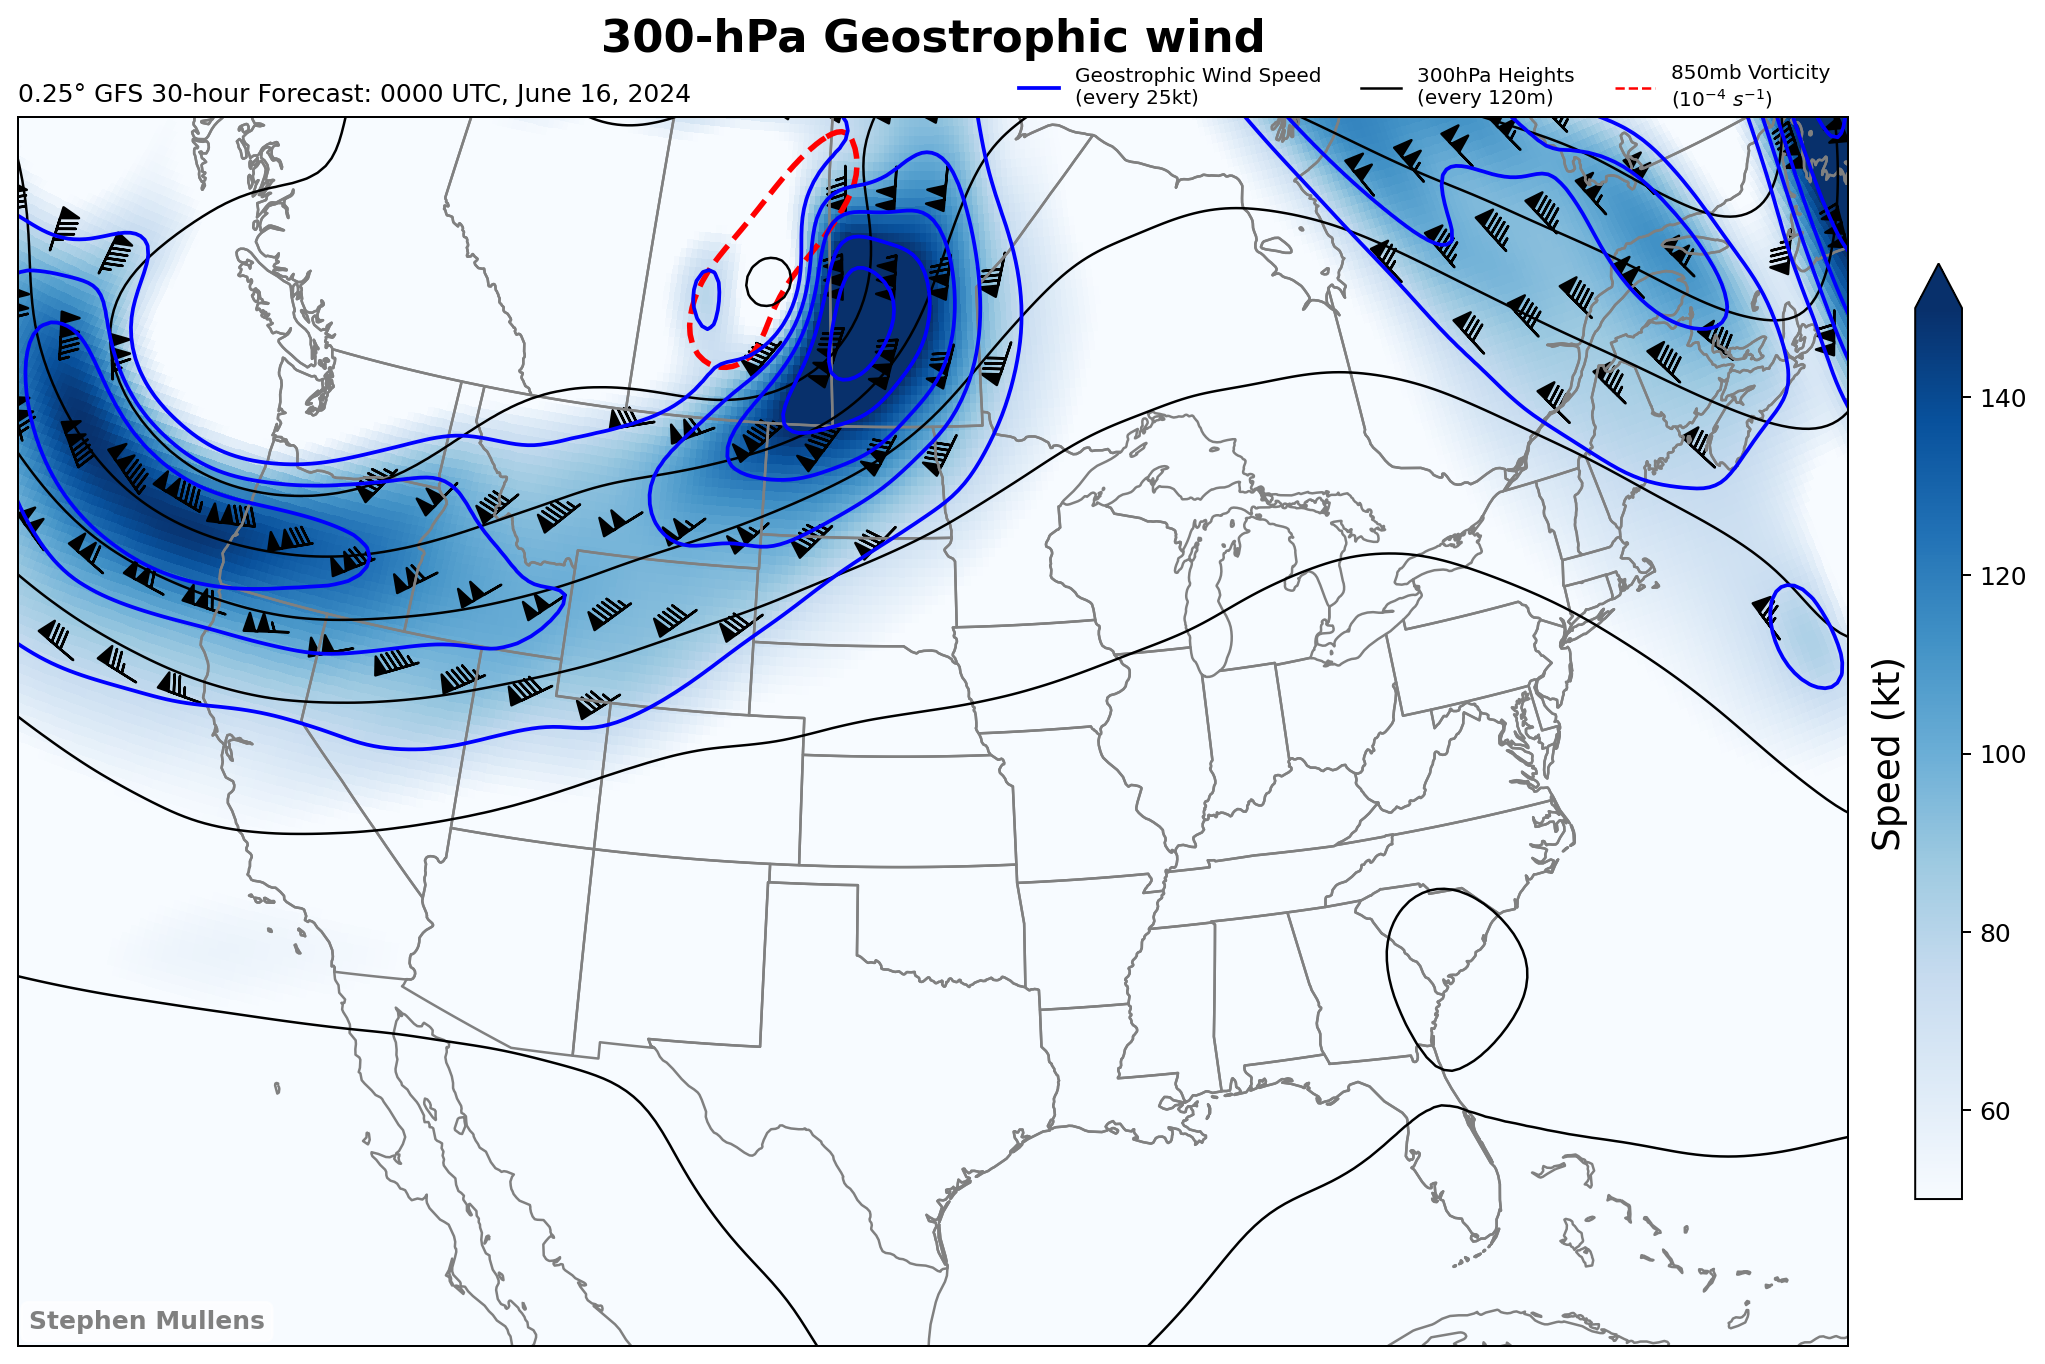 300-hPa Geostrophic wind
0.25° GFS 30-hour Forecast: 0000 UTC, June 16, 2024
Geostrophic Wind Speed
(every 25kt)
300hPa Heights
(every 120m)
850mb Vorticity
(10⁻⁴ s⁻¹)
140
120
100
80
60
Speed (kt)
Stephen Mullens